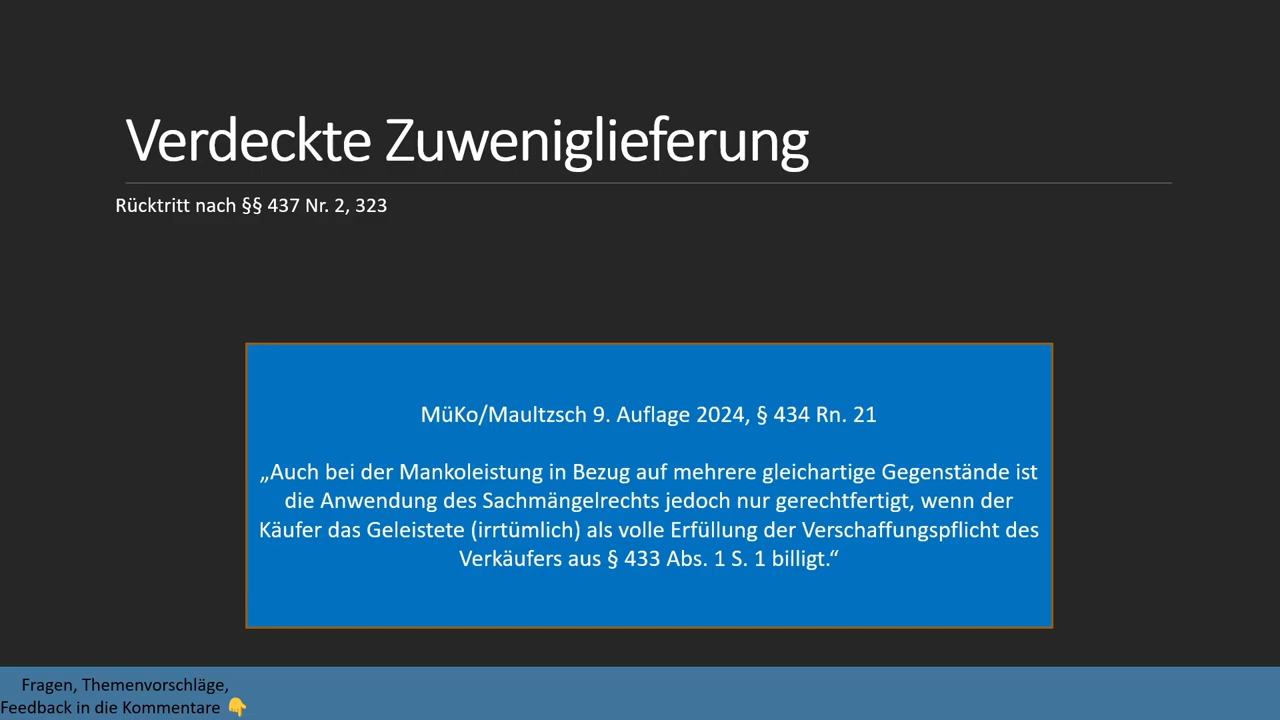 Verdeckte Zuweniglieferung
Rücktritt nach §§ 437 Nr. 2, 323
MüKo/Maultzsch 9. Auflage 2024, § 434 Rn. 21
„Auch bei der Mankoleistung in Bezug auf mehrere gleichartige Gegenstände ist
die Anwendung des Sachmängelrechts jedoch nur gerechtfertigt, wenn der
Käufer das Geleistete (irrtümlich) als volle Erfüllung der Verschaffungspflicht des
Verkäufers aus § 433 Abs. 1 S. 1 billigt.“
Fragen, Themenvorschläge,
Feedback in die Kommentare 👇